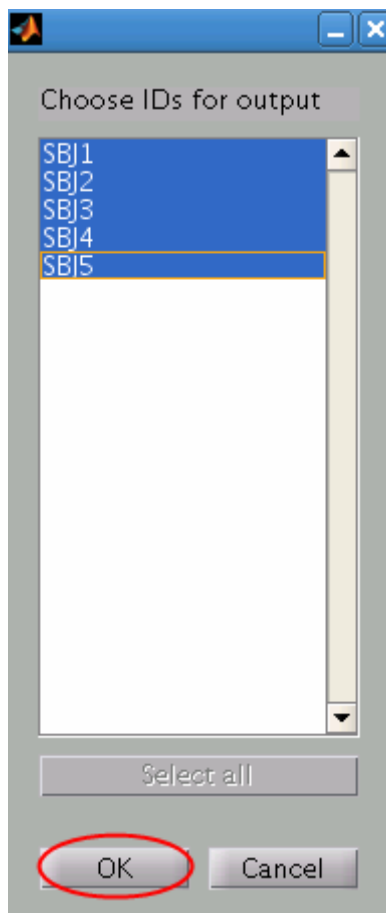 Choose IDs for output
SBJ1
SBJ2
SBJ3
SBJ4
SBJ5
Select all
OK Cancel